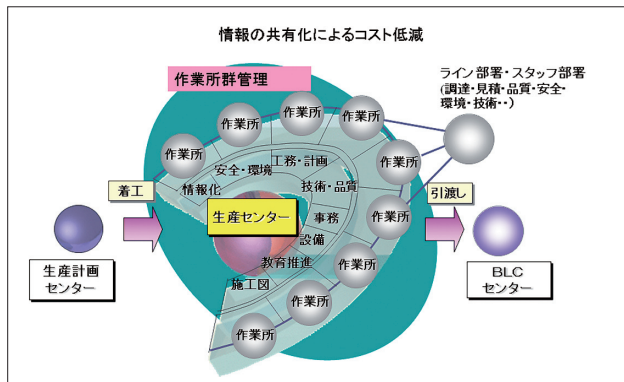 情報の共有化によるコスト低減
作業所群管理
ライン部署・スタッフ部署
(調達・見積・品質・安全・
環境・技術・・)
作業所
作業所
作業所
作業所
作業所
作業所
作業所
作業所
作業所
安全・環境
工務・計画
情報化
技術・品質
事務
設備
教育推進
施工図
生産センター
着工
引渡し
生産計画
センター
BLC
センター